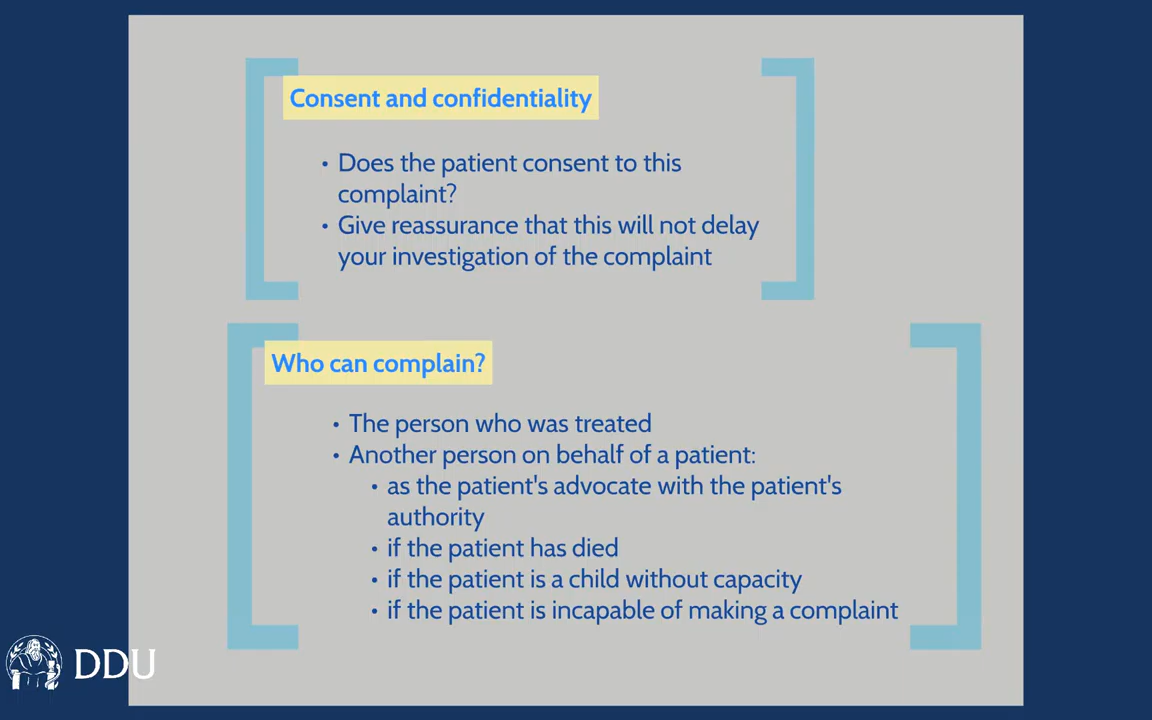 Consent and confidentiality
• Does the patient consent to this
complaint?
• Give reassurance that this will not delay
your investigation of the complaint
Who can complain?
• The person who was treated
• Another person on behalf of a patient:
• as the patient's advocate with the patient's
authority
• if the patient has died
• if the patient is a child without capacity
• if the patient is incapable of making a complaint
DDU